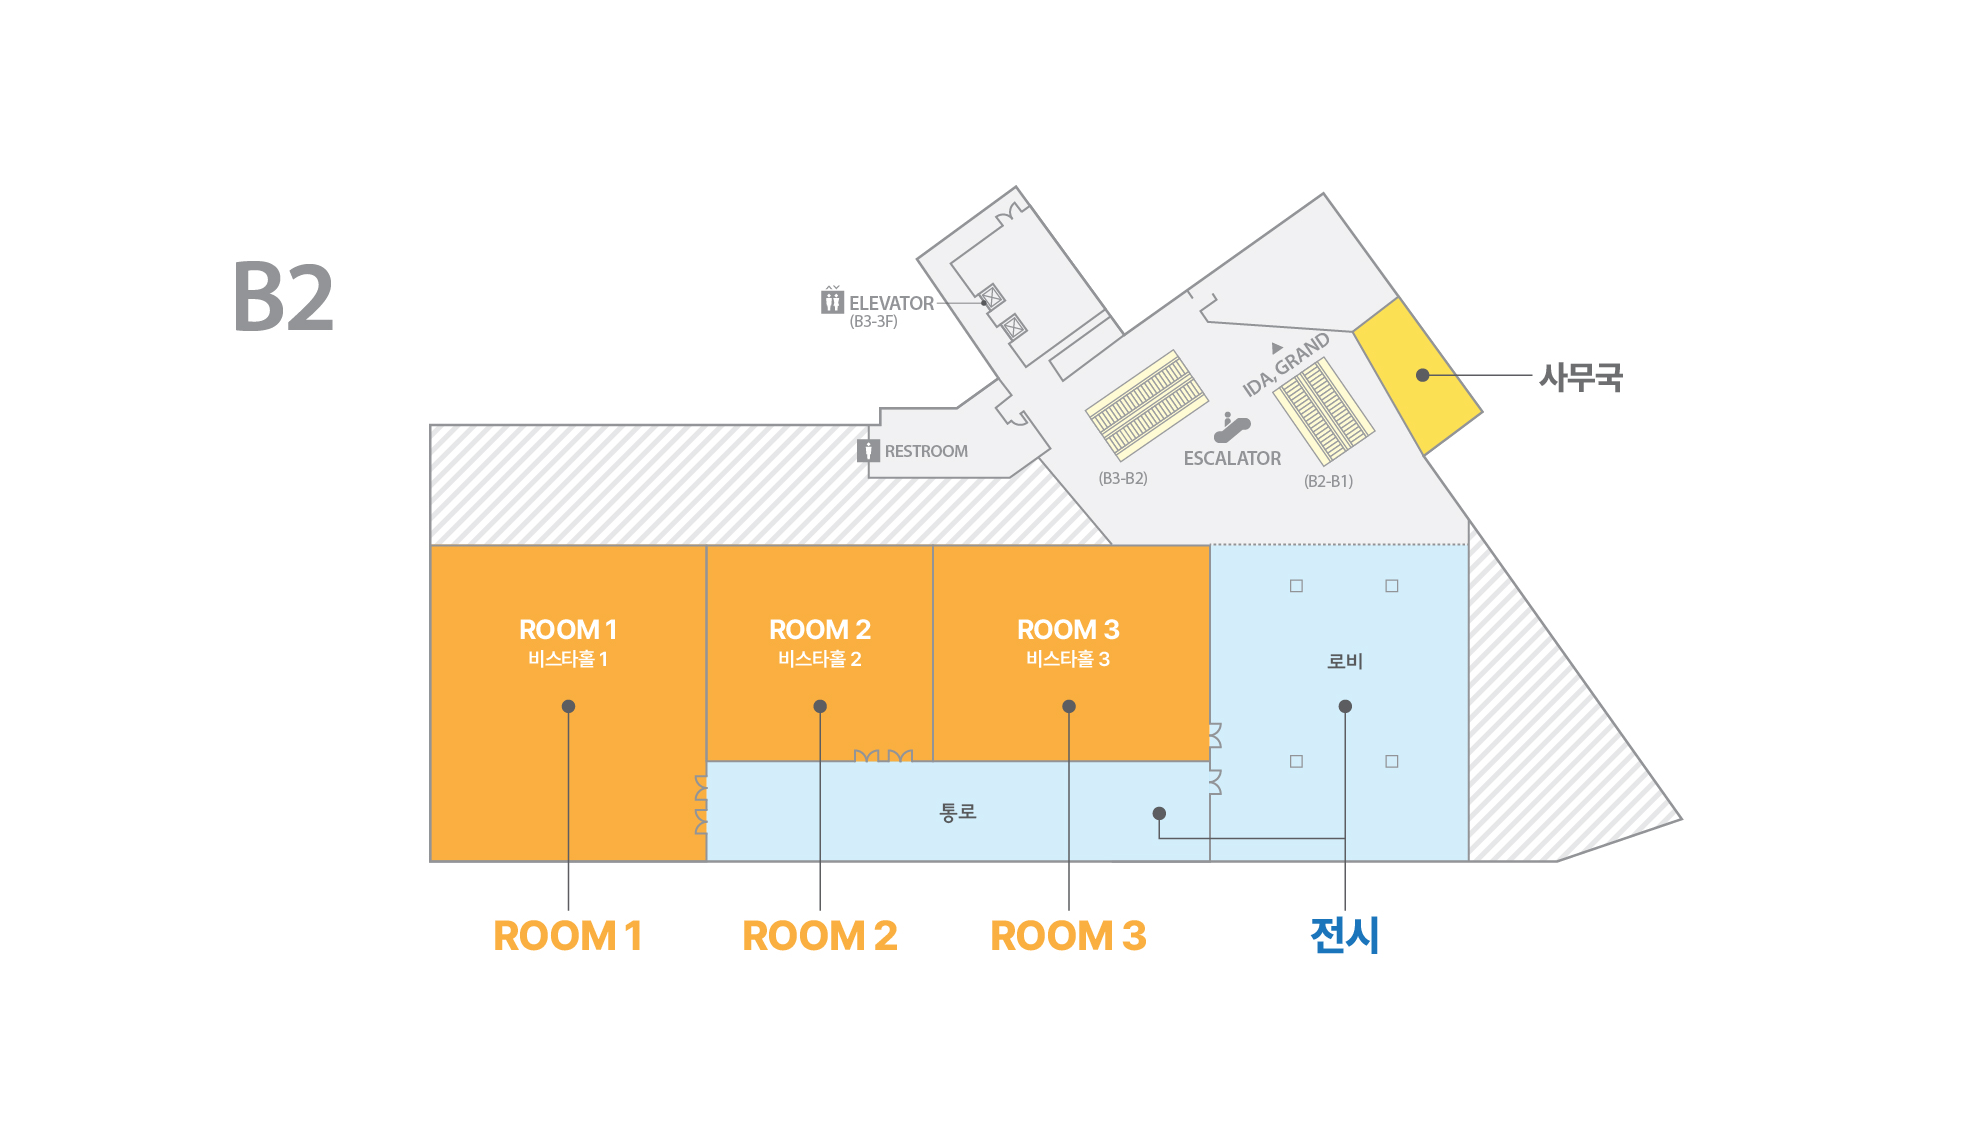 B2
ELEVATOR
(B3-3F)
IDA, GRAND
사무국
RESTROOM
ESCALATOR
(B3-B2)
(B2-B1)
ROOM 1
비스타홀 1
ROOM 2
비스타홀 2
ROOM 3
비스타홀 3
로비
통로
ROOM 1
ROOM 2
ROOM 3
전시